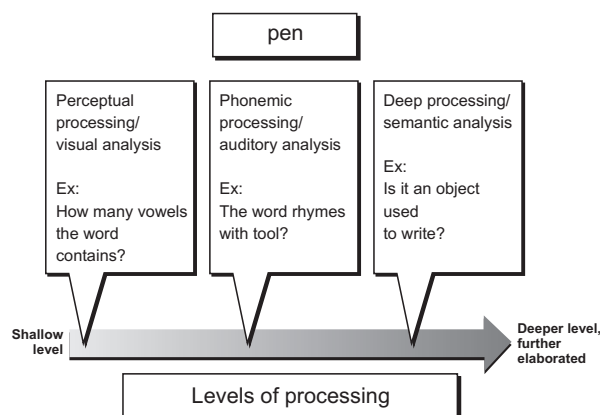 pen
Perceptual
processing/
visual analysis
Ex:
How many vowels
the word
contains?
Phonemic
processing/
auditory analysis
Ex:
The word rhymes
with tool?
Deep processing/
semantic analysis
Ex:
Is it an object
used
to write?
Shallow
level
Deeper level,
further
elaborated
Levels of processing